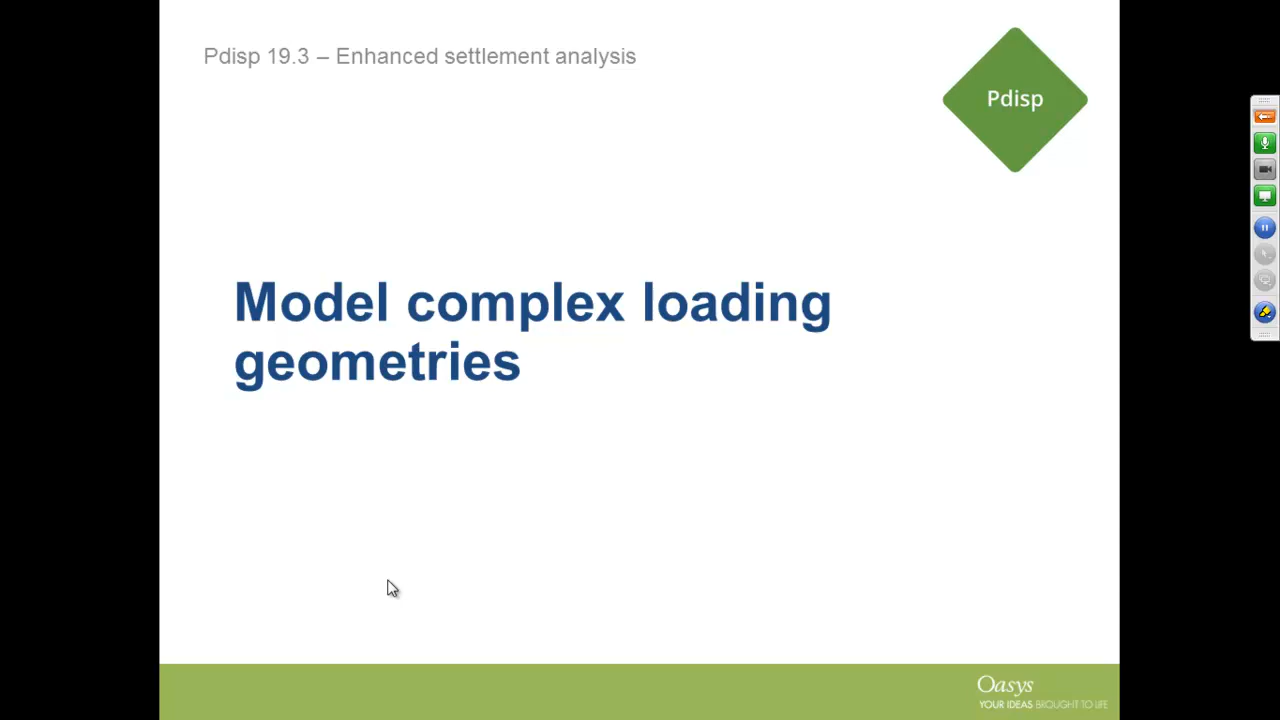 Pdisp 19.3 – Enhanced settlement analysis
Pdisp
Model complex loading
geometries
Oasys
YOUR IDEAS BROUGHT TO LIFE